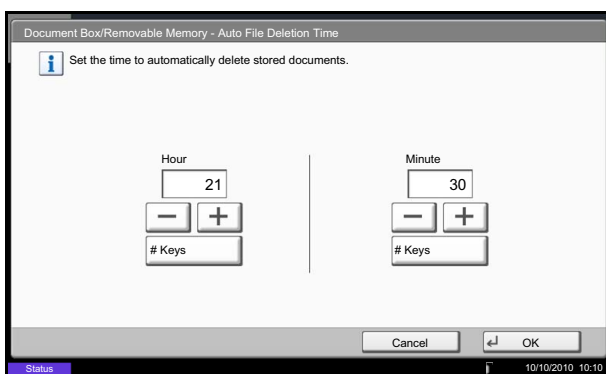 Document Box/Removable Memory - Auto File Deletion Time
Set the time to automatically delete stored documents.
Hour
Minute
21
30
# Keys
# Keys
Cancel
OK
Status
10/10/2010 10:10